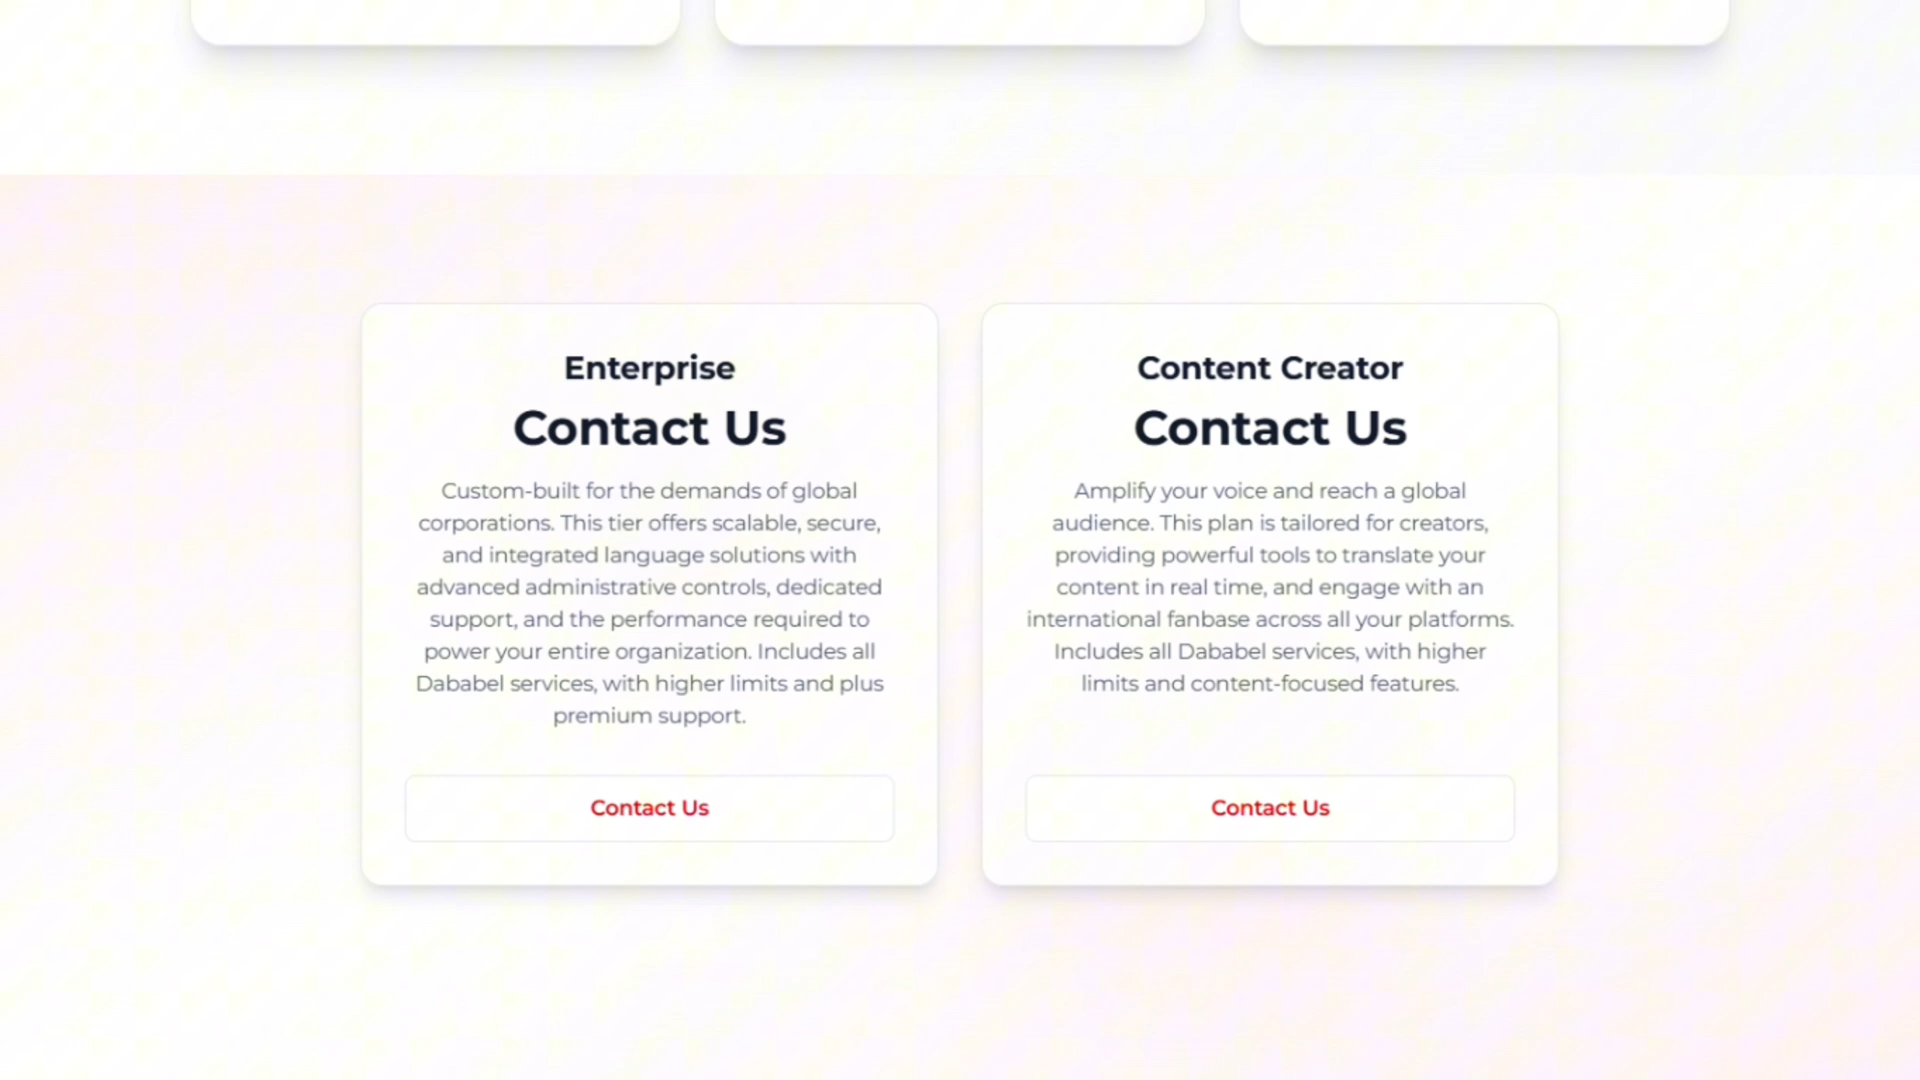 Enterprise
Contact Us
Custom-built for the demands of global
corporations. This tier offers scalable, secure,
and integrated language solutions with
advanced administrative controls, dedicated
support, and the performance required to
power your entire organization. Includes all
Dababel services, with higher limits and plus
premium support.
Contact Us
Content Creator
Contact Us
Amplify your voice and reach a global
audience. This plan is tailored for creators,
providing powerful tools to translate your
content in real time, and engage with an
international fanbase across all your platforms.
Includes all Dababel services, with higher
limits and content-focused features.
Contact Us